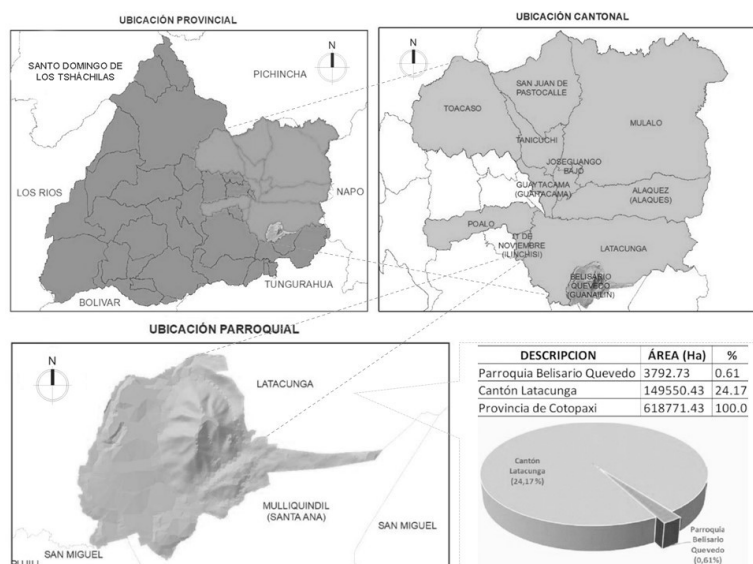 UBICACIÓN PROVINCIAL
SANTO DOMINGO DE
LOS TSHÁCHILAS
N
PICHINCHA
LOS RIOS
NAPO
TUNGURAHUA
BOLIVAR
UBICACIÓN CANTONAL
N
SAN JUAN DE
PASTOCALLE
TOACASO
MULALO
TANICUCHI
JOSEGUANGO
BAJO
GUAYTACAMA
(GUAITACAMA)
ALAQUEZ
(ALAQUES)
POALO
11 DE
NOVIEMBRE
(ILINCHISI)
LATACUNGA
BELISARIO
QUEVEDO
(GUANAILIN)
UBICACIÓN PARROQUIAL
N
LATACUNGA
MULLIQUINDIL
(SANTA ANA)
SAN MIGUEL
SAN MIGUEL
DESCRIPCION ÁREA (Ha) %
Parroquia Belisario Quevedo 3792.73 0.61
Cantón Latacunga 149550.43 24.17
Provincia de Cotopaxi 618771.43 100.0
Cantón
Latacunga
(24,17%)
Parroquia
Belisario
Quevedo
(0,61%)